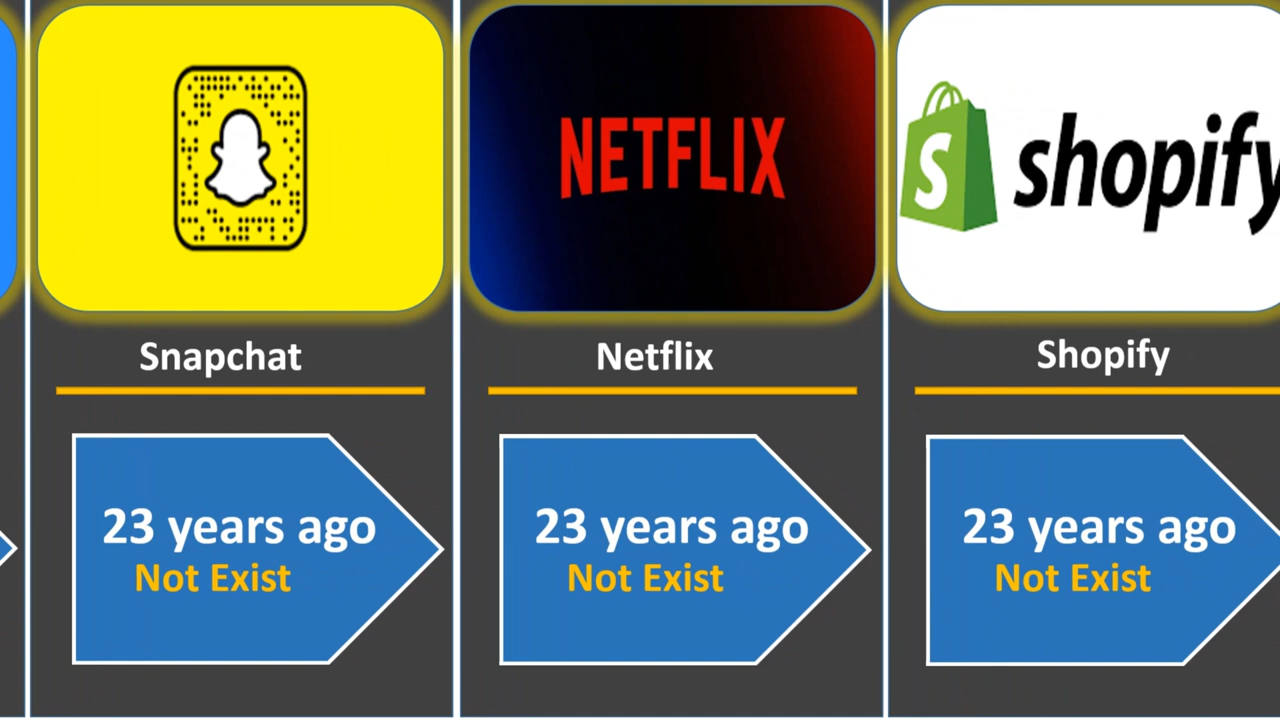 NETFLIX
S shopify
Snapchat
Netflix
Shopify
23 years ago
Not Exist
23 years ago
Not Exist
23 years ago
Not Exist